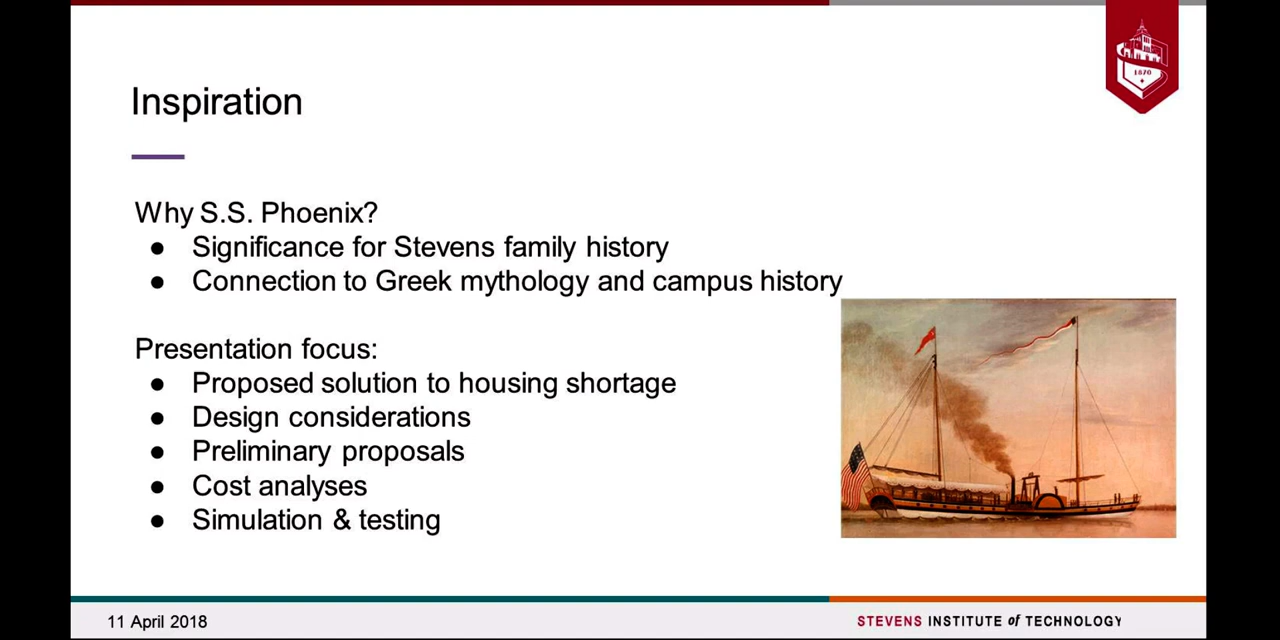 1870
Inspiration
Why S.S. Phoenix?
● Significance for Stevens family history
● Connection to Greek mythology and campus history
Presentation focus:
● Proposed solution to housing shortage
● Design considerations
● Preliminary proposals
● Cost analyses
● Simulation & testing
11 April 2018
STEVENS INSTITUTE of TECHNOLOGY